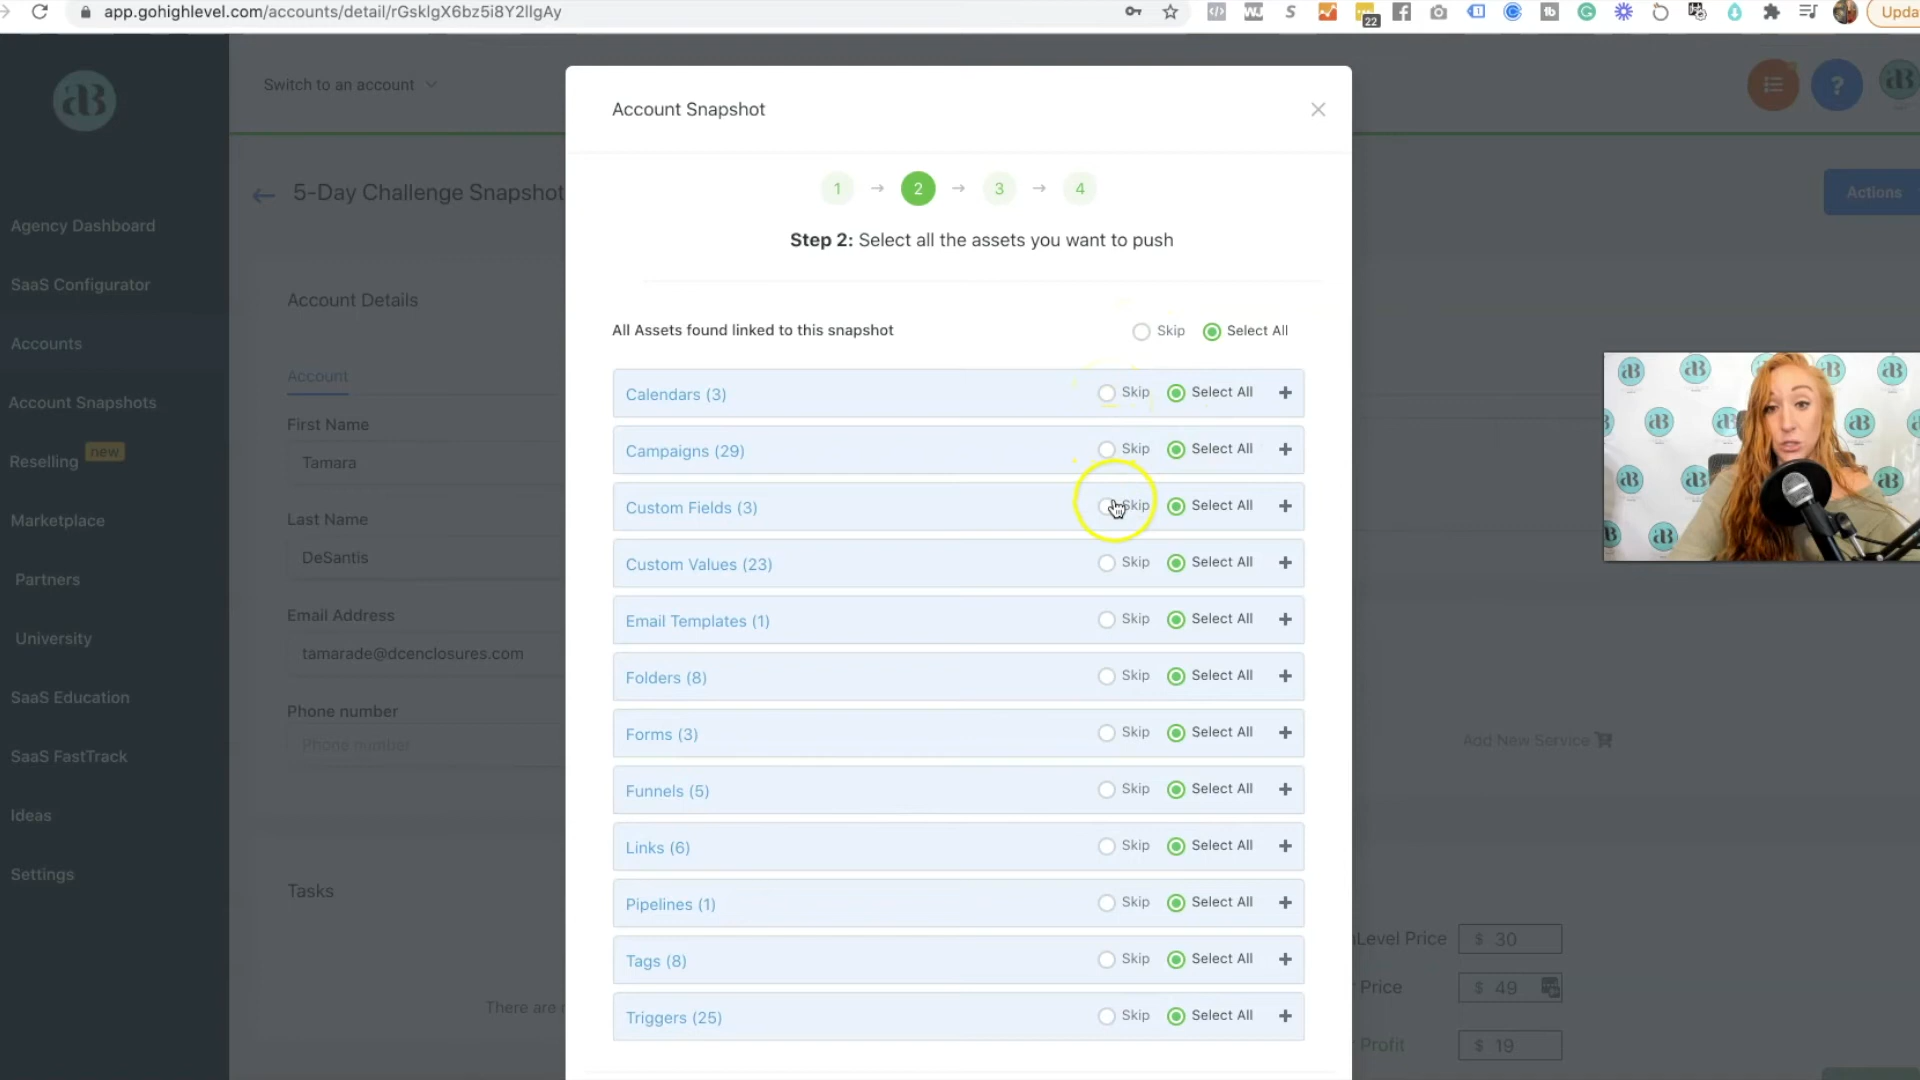 app.gohighlevel.com/accounts/detail/rGsklgX6bz5i8Y2llgAy
22
Upda
aB
Switch to an account
?
aB
5-Day Challenge Snapshot
Actions
Agency Dashboard
SaaS Configurator
Accounts
Account Snapshots
Reselling new
Marketplace
Partners
University
SaaS Education
SaaS FastTrack
Ideas
Settings
Account Details
Account
First Name
Tamara
Last Name
DeSantis
Email Address
tamarade@dcenclosures.com
Phone number
Phone number
Tasks
There are
Account Snapshot
1 → 2 → 3 → 4
Step 2: Select all the assets you want to push
All Assets found linked to this snapshot Skip Select All
Calendars (3) Skip Select All +
Campaigns (29) Skip Select All +
Custom Fields (3) Skip Select All +
Custom Values (23) Skip Select All +
Email Templates (1) Skip Select All +
Folders (8) Skip Select All +
Forms (3) Skip Select All +
Funnels (5) Skip Select All +
Links (6) Skip Select All +
Pipelines (1) Skip Select All +
Tags (8) Skip Select All +
Triggers (25) Skip Select All +
Add New Service
Level Price $ 30
Price $ 49
Profit $ 19